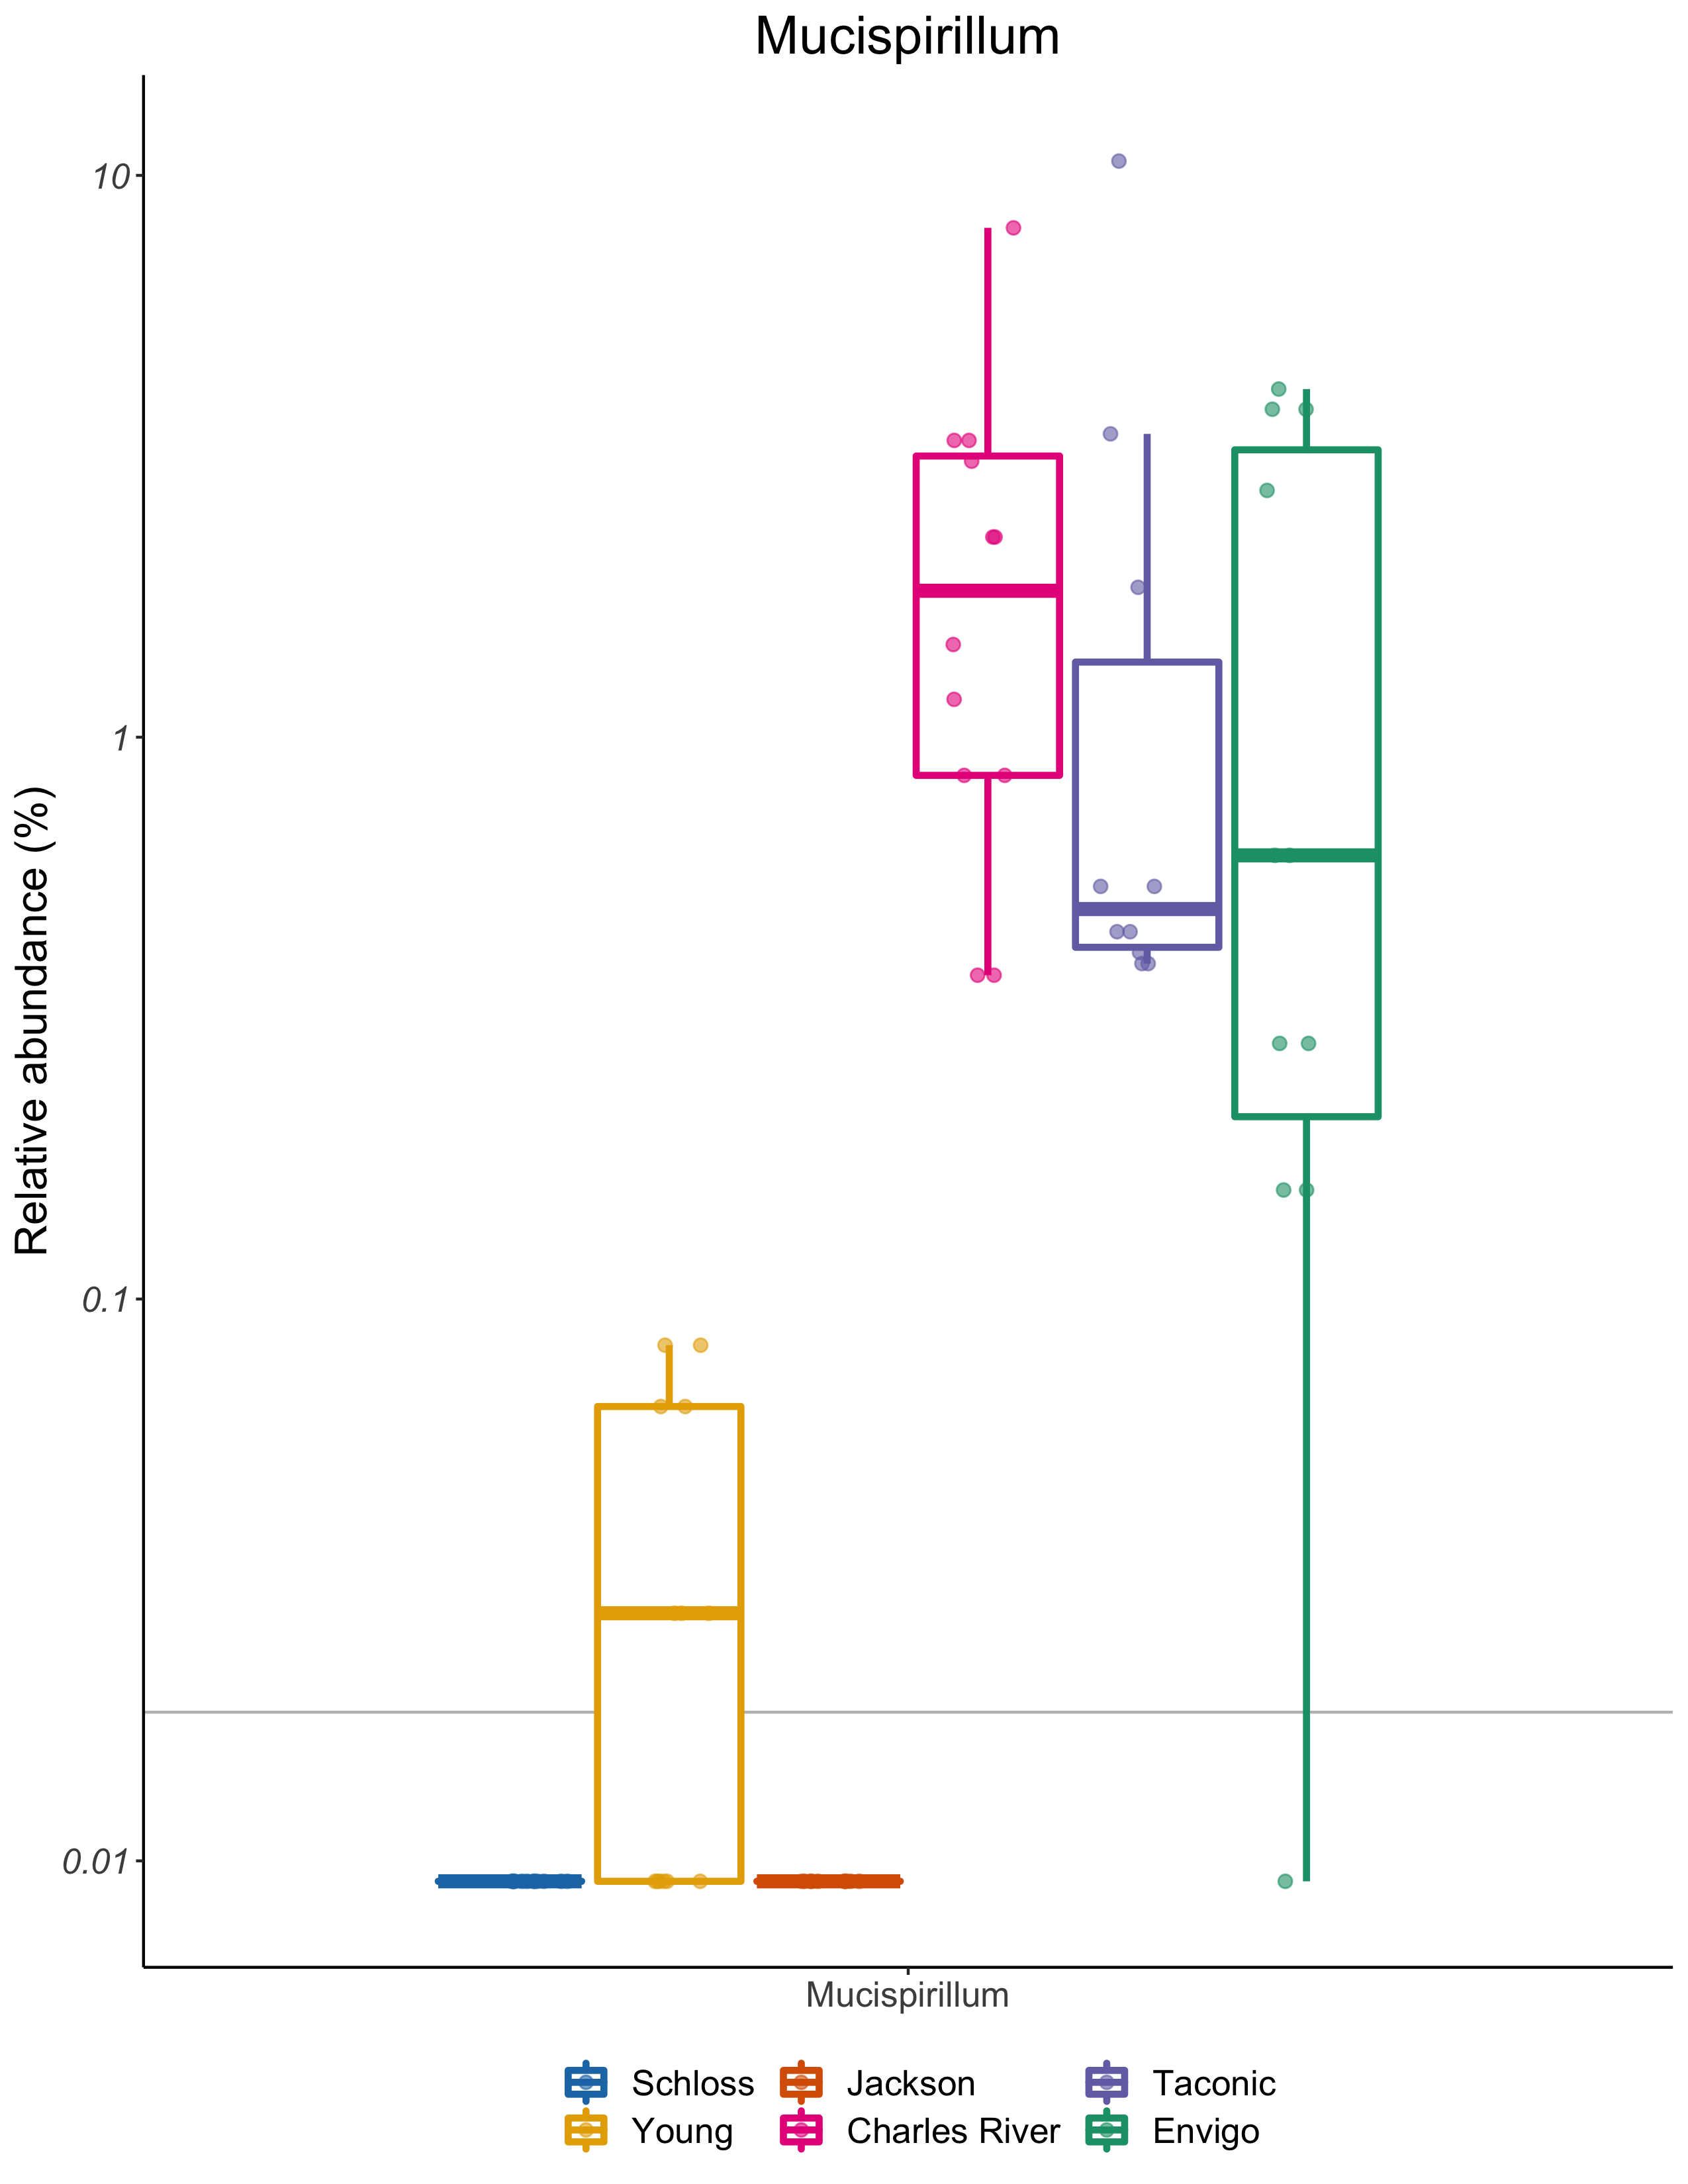 Mucispirillum
Relative abundance (%)
10
1
0.1
0.01
Mucispirillum
Schloss
Jackson
Taconic
Young
Charles River
Envigo